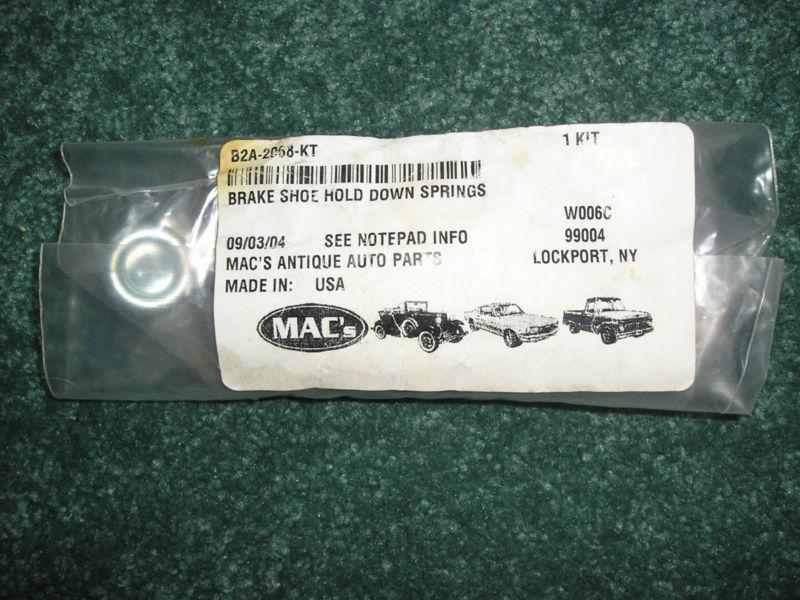 B2A-2068-KT 1 KIT
BRAKE SHOE HOLD DOWN SPRINGS
W006C
09/03/04 SEE NOTEPAD INFO 99004
MAC'S ANTIQUE AUTO PARTS LOCKPORT, NY
MADE IN: USA
MAC's